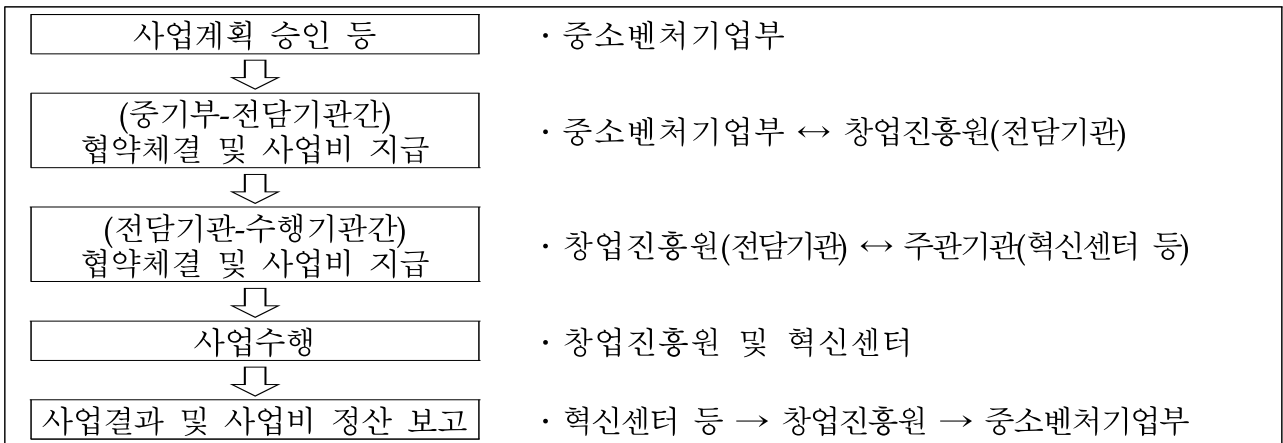 사업계획 승인 등 · 중소벤처기업부
(중기부-전담기관간)
협약체결 및 사업비 지급 · 중소벤처기업부 ↔ 창업진흥원(전담기관)
(전담기관-수행기관간)
협약체결 및 사업비 지급 · 창업진흥원(전담기관) ↔ 주관기관(혁신센터 등)
사업수행 · 창업진흥원 및 혁신센터
사업결과 및 사업비 정산 보고 · 혁신센터 등 → 창업진흥원 → 중소벤처기업부